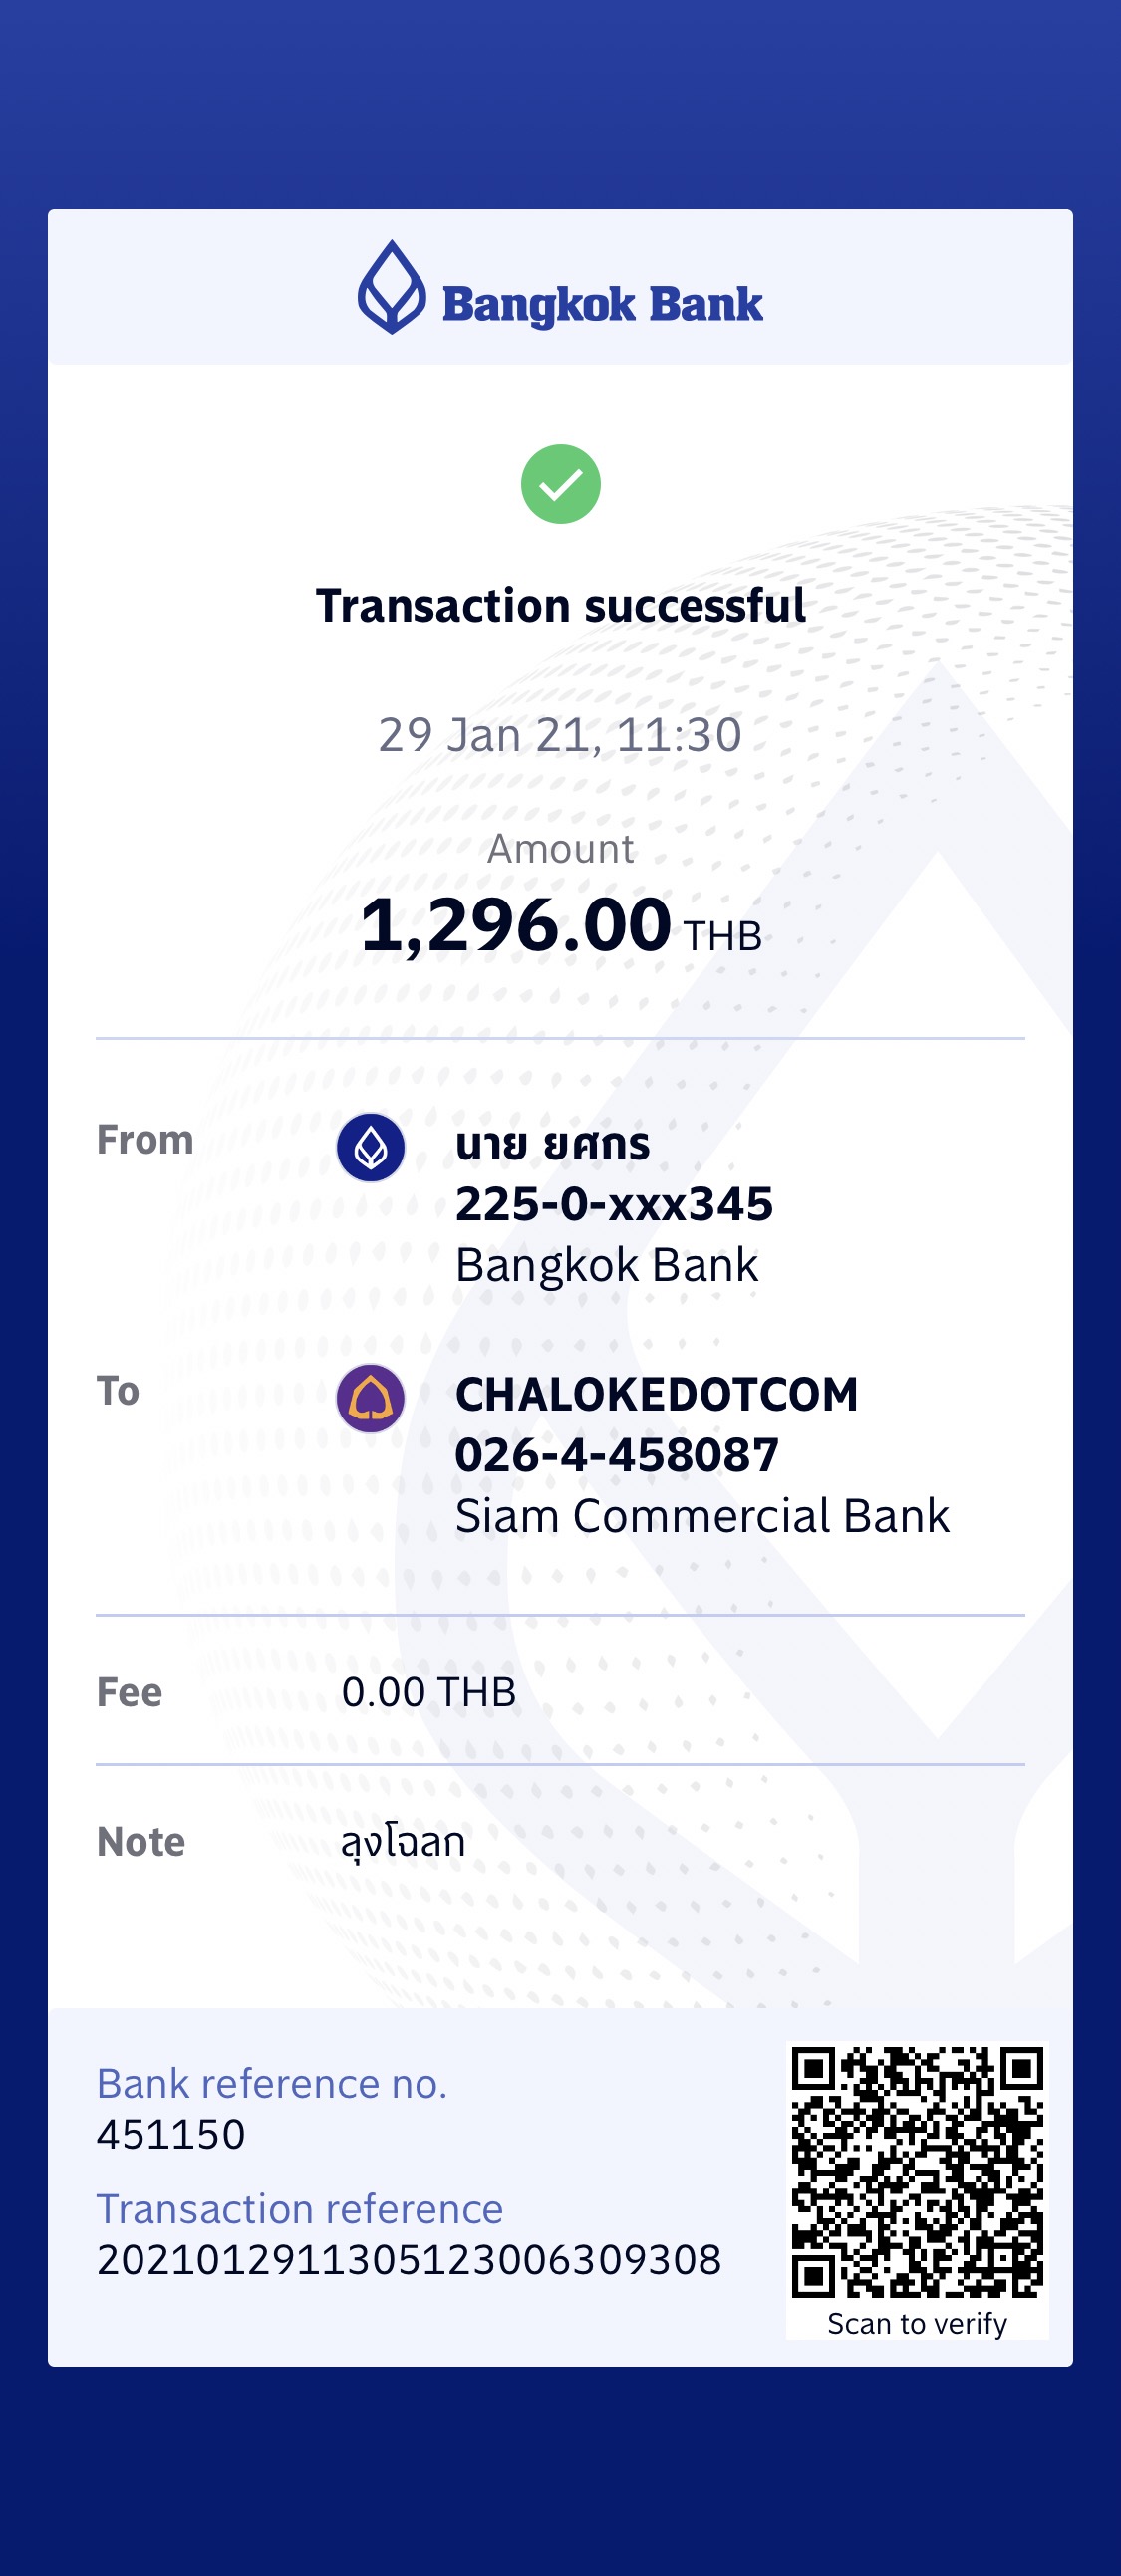 Bangkok Bank
Transaction successful
29 Jan 21, 11:30
Amount
1,296.00 THB
From
นาย ยศกร
225-0-xxx345
Bangkok Bank
To
CHALOKEDOTCOM
026-4-458087
Siam Commercial Bank
Fee
0.00 THB
Note
ลุงโฉลก
Bank reference no.
451150
Transaction reference
2021012911305123006309308
Scan to verify